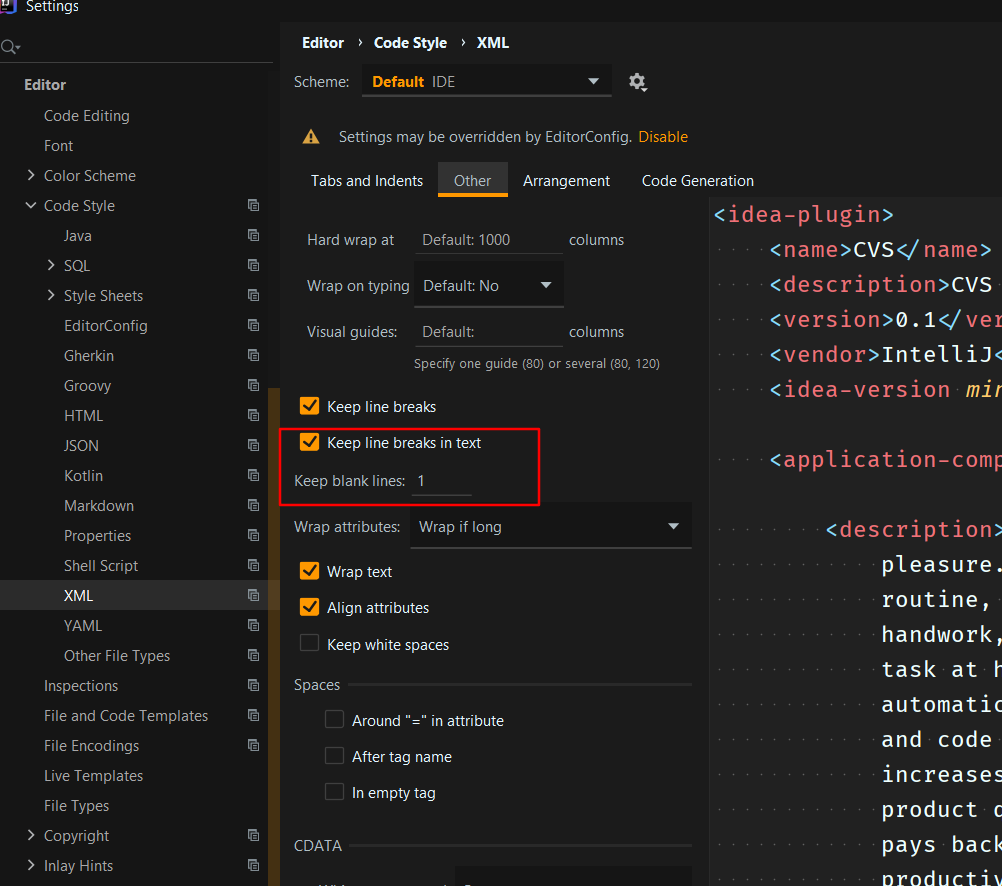 Settings
Editor
Code Editing
Font
Color Scheme
Code Style
Java
SQL
Style Sheets
EditorConfig
Gherkin
Groovy
HTML
JSON
Kotlin
Markdown
Properties
Shell Script
XML
YAML
Other File Types
Inspections
File and Code Templates
File Encodings
Live Templates
File Types
Copyright
Inlay Hints
Editor › Code Style › XML
Scheme: Default IDE
Settings may be overridden by EditorConfig. Disable
Tabs and Indents Other Arrangement Code Generation
Hard wrap at Default: 1000 columns
Wrap on typing Default: No
Visual guides: Default: columns
Specify one guide (80) or several (80, 120)
Keep line breaks
Keep line breaks in text
Keep blank lines: 1
Wrap attributes: Wrap if long
Wrap text
Align attributes
Keep white spaces
Spaces
Around "=" in attribute
After tag name
In empty tag
CDATA
<idea-plugin>
<name>CVS</name>
<description>CVS
<version>0.1</ver
<vendor>IntelliJ<
<idea-version min
<application-comp
<description>
pleasure.
routine,
handwork,
task at h
automatic
and code
increases
product
pays back
productiv